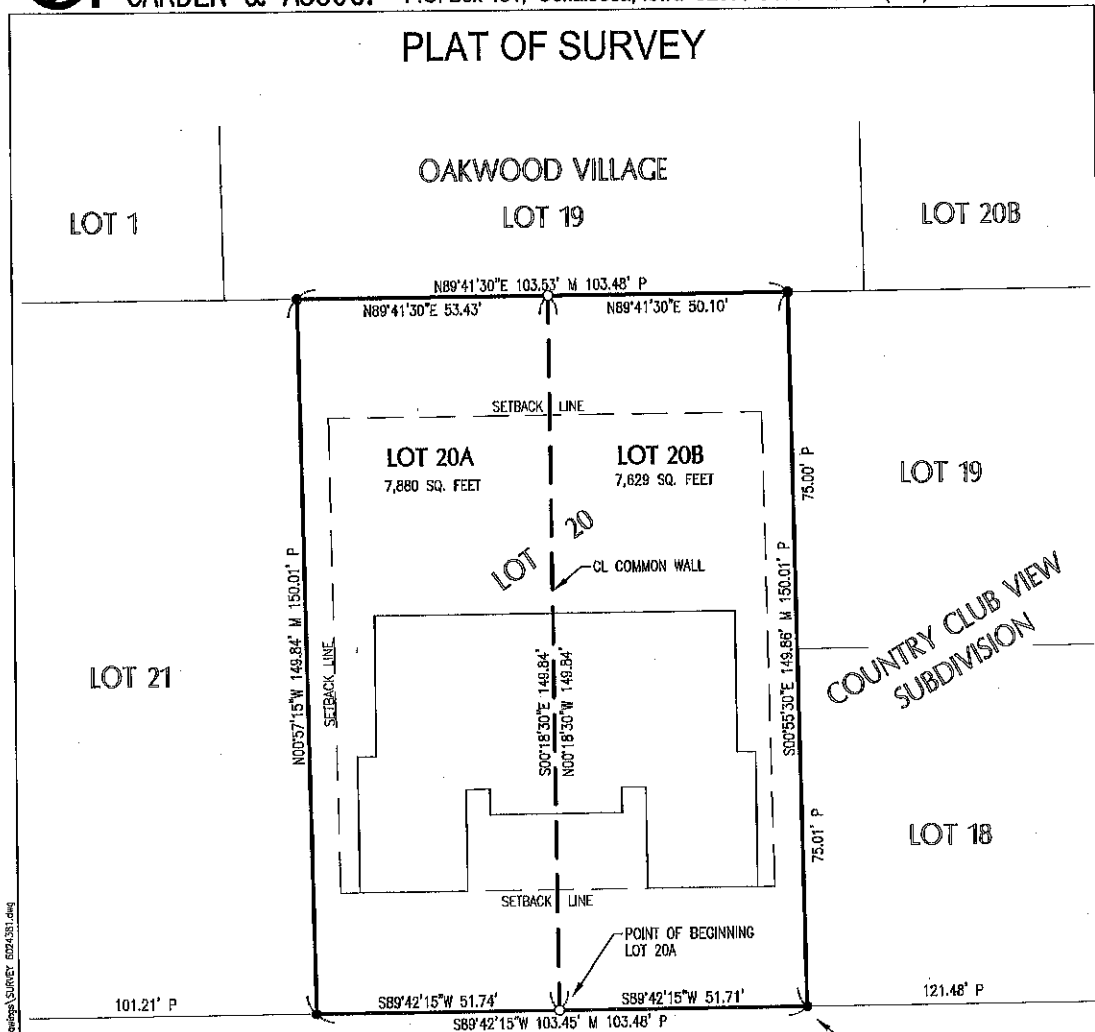 CARDER & ASSOC.
PLAT OF SURVEY
OAKWOOD VILLAGE
LOT 1
LOT 19
LOT 20B
N89°41'30"E 103.53' M 103.48' P
N89°41'30"E 53.43'
N89°41'30"E 50.10'
SETBACK LINE
LOT 20A
7,880 SQ. FEET
LOT 20B
7,629 SQ. FEET
75.00' P
LOT 19
LOT 20
CL COMMON WALL
N00°57'15"W 149.84' M 150.01' P
SETBACK LINE
S00°18'30"E 149.84'
N00°18'30"W 149.84'
S00°55'30"E 149.86' M 150.01' P
COUNTRY CLUB VIEW
SUBDIVISION
LOT 21
75.01' P
LOT 18
SETBACK LINE
POINT OF BEGINNING
LOT 20A
101.21' P
S89°42'15"W 51.74'
S89°42'15"W 51.71'
121.48' P
S89°42'15"W 103.45' M 103.48' P